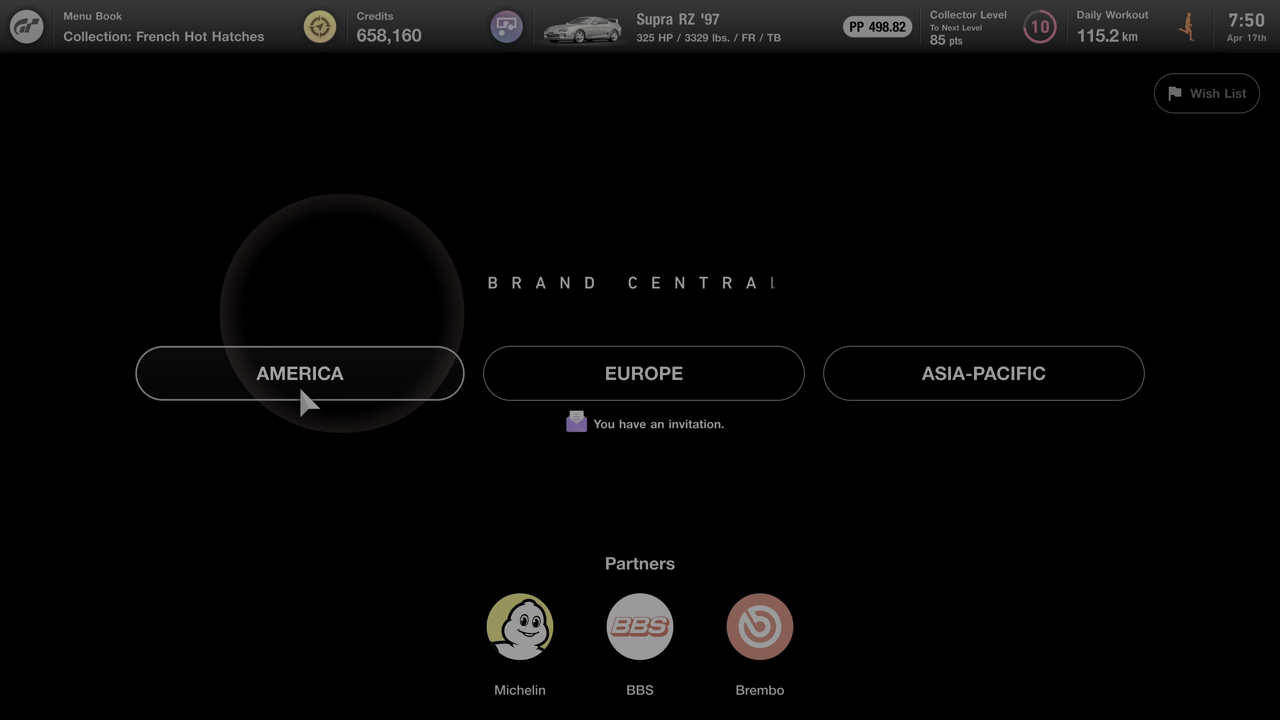 Menu Book
Collection: French Hot Hatches
Credits
658,160
Supra RZ '97
325 HP / 3329 lbs. / FR / TB
PP 498.82
Collector Level
To Next Level
85 pts
10
Daily Workout
115.2 km
7:50
Apr 17th
Wish List
BRAND CENTRAL
AMERICA
EUROPE
ASIA-PACIFIC
You have an invitation.
Partners
BBS
Michelin
BBS
Brembo